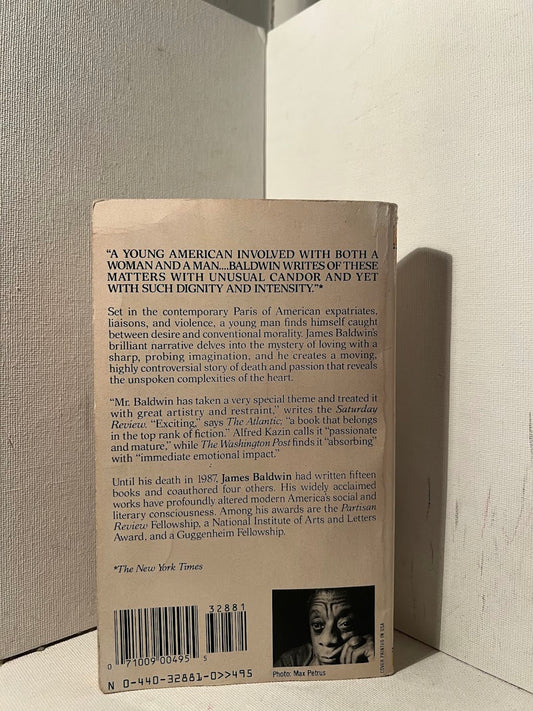 “A YOUNG AMERICAN INVOLVED WITH BOTH A
WOMAN AND A MAN....BALDWIN WRITES OF THESE
MATTERS WITH UNUSUAL CANDOR AND YET
WITH SUCH DIGNITY AND INTENSITY.”*
Set in the contemporary Paris of American expatriates,
liaisons, and violence, a young man finds himself caught
between desire and conventional morality. James Baldwin's
brilliant narrative delves into the mystery of loving with a
sharp, probing imagination, and he creates a moving,
highly controversial story of death and passion that reveals
the unspoken complexities of the heart.
“Mr. Baldwin has taken a very special theme and treated it
with great artistry and restraint,” writes the Saturday
Review. “Exciting,” says The Atlantic, “a book that belongs
in the top rank of fiction.” Alfred Kazin calls it “passionate
and mature,” while The Washington Post finds it “absorbing”
with “immediate emotional impact.”
Until his death in 1987, James Baldwin had written fifteen
books and coauthored four others. His widely acclaimed
works have profoundly altered modern America's social and
literary consciousness. Among his awards are the Partisan
Review Fellowship, a National Institute of Arts and Letters
Award, and a Guggenheim Fellowship.
*The New York Times
32881
0 71009 00495 5
N 0-440-32881-0>>495
Photo: Max Petrus
COVER PRINTED IN USA